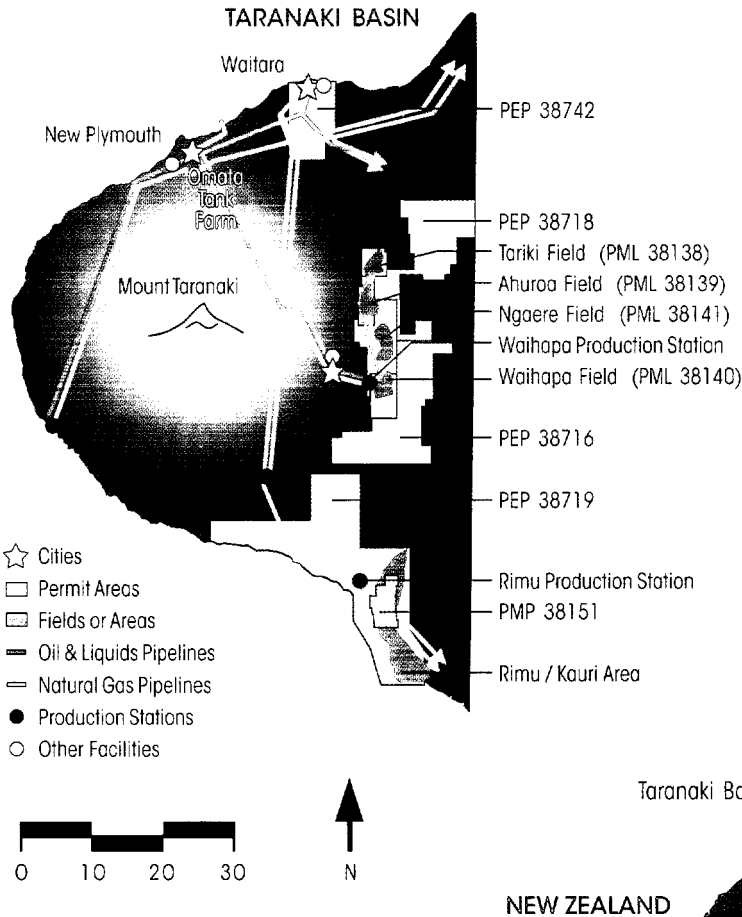 TARANAKI BASIN
Waitara
PEP 38742
New Plymouth
Omata
Tank
Farm
PEP 38718
Tariki Field (PML 38138)
Mount Taranaki
Ahuroa Field (PML 38139)
Ngaere Field (PML 38141)
Waihapa Production Station
Waihapa Field (PML 38140)
PEP 38716
PEP 38719
Cities
Permit Areas
Fields or Areas
Oil & Liquids Pipelines
Natural Gas Pipelines
Production Stations
Other Facilities
Rimu Production Station
PMP 38151
Rimu / Kauri Area
Taranaki Ba
0 10 20 30
N
NEW ZEALAND